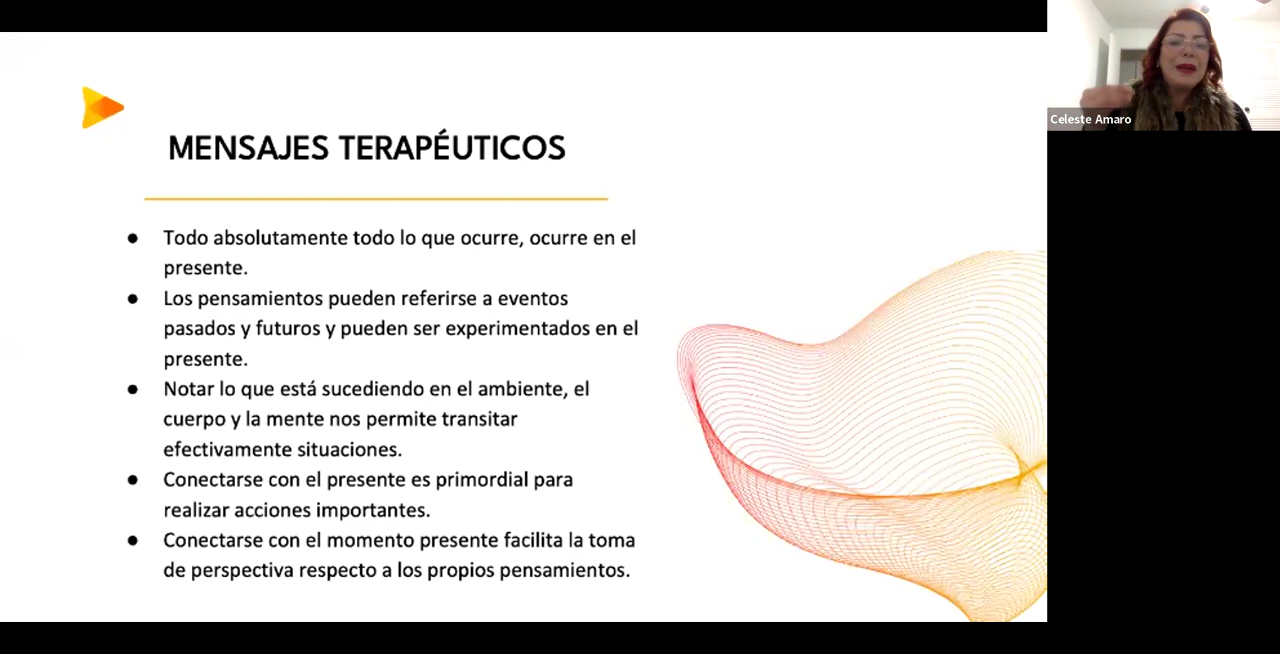 MENSAJES TERAPÉUTICOS
● Todo absolutamente todo lo que ocurre, ocurre en el
presente.
● Los pensamientos pueden referirse a eventos
pasados y futuros y pueden ser experimentados en el
presente.
● Notar lo que está sucediendo en el ambiente, el
cuerpo y la mente nos permite transitar
efectivamente situaciones.
● Conectarse con el presente es primordial para
realizar acciones importantes.
● Conectarse con el momento presente facilita la toma
de perspectiva respecto a los propios pensamientos.
Celeste Amaro